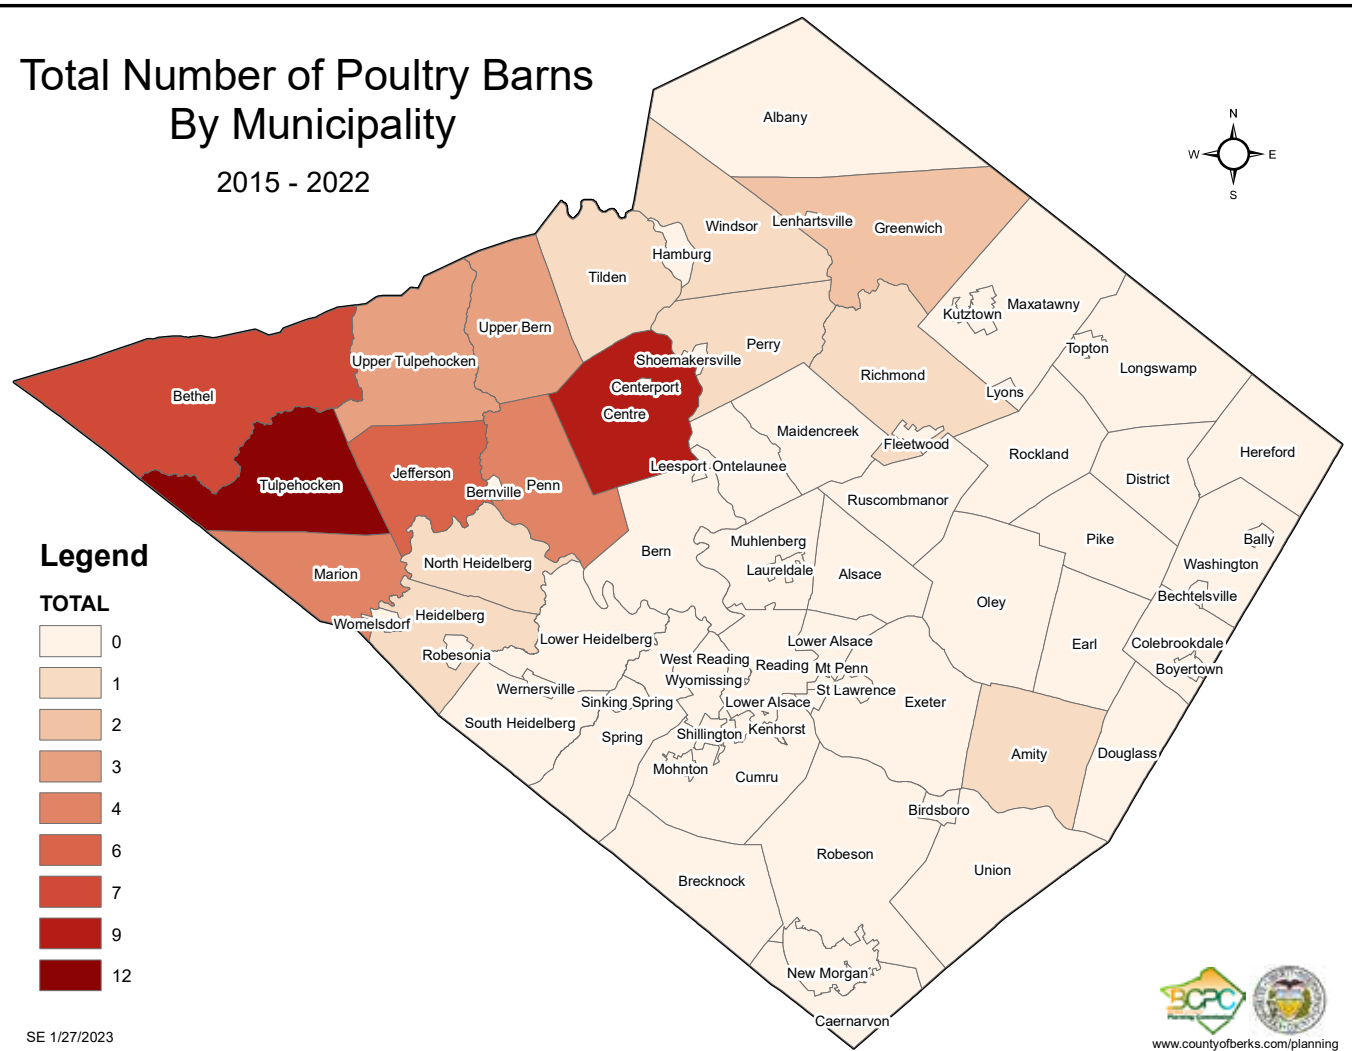 Total Number of Poultry Barns
By Municipality
2015 - 2022
N
W E
S
Albany
Windsor
Lenhartsville
Greenwich
Hamburg
Tilden
Maxatawny
Kutztown
Upper Bern
Upper Tulpehocken
Shoemakersville
Perry
Topton
Longswamp
Richmond
Centerport
Centre
Lyons
Bethel
Maidencreek
Fleetwood
Rockland
Hereford
Leesport
Ontelaunee
District
Jefferson
Tulpehocken
Bernville
Penn
Ruscombmanor
Bern
Muhlenberg
Pike
Bally
Washington
North Heidelberg
Laureldale
Alsace
Marion
Bechtelsville
Oley
Womelsdorf
Heidelberg
Lower Heidelberg
Lower Alsace
Earl
Colebrookdale
Robesonia
West Reading
Reading
Mt Penn
Boyertown
Wyomissing
Wernersville
St Lawrence
Sinking Spring
Lower Alsace
Exeter
South Heidelberg
Spring
Shillington
Kenhorst
Amity
Douglass
Mohnton
Cumru
Birdsboro
Robeson
Union
Brecknock
New Morgan
Caernarvon
Legend
TOTAL
0
1
2
3
4
6
7
9
12
SE 1/27/2023
BCPC
www.countyofberks.com/planning